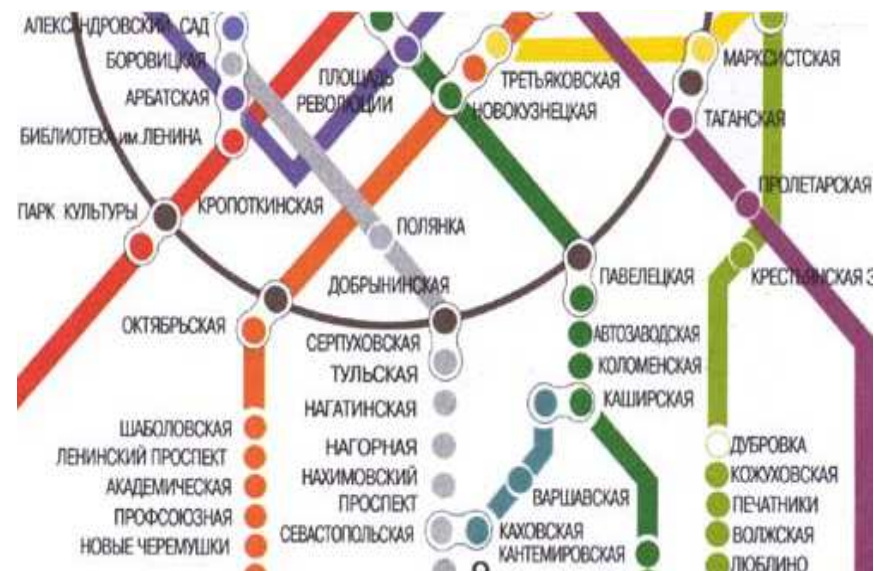 АЛЕКСАНДРОВСКИЙ САД
БОРОВИЦКАЯ
АРБАТСКАЯ
БИБЛИОТЕКА им.ЛЕНИНА
ПЛОЩАДЬ
РЕВОЛЮЦИИ
ТРЕТЬЯКОВСКАЯ
НОВОКУЗНЕЦКАЯ
МАРКСИСТСКАЯ
ТАГАНСКАЯ
ПРОЛЕТАРСКАЯ
ПАРК КУЛЬТУРЫ
КРОПОТКИНСКАЯ
ПОЛЯНКА
ДОБРЫНИНСКАЯ
ПАВЕЛЕЦКАЯ
КРЕСТЬЯНСКАЯ З
ОКТЯБРЬСКАЯ
СЕРПУХОВСКАЯ
ТУЛЬСКАЯ
НАГАТИНСКАЯ
НАГОРНАЯ
НАХИМОВСКИЙ
ПРОСПЕКТ
СЕВАСТОПОЛЬСКАЯ
АВТОЗАВОДСКАЯ
КОЛОМЕНСКАЯ
КАШИРСКАЯ
ВАРШАВСКАЯ
КАХОВСКАЯ
КАНТЕМИРОВСКАЯ
ШАБОЛОВСКАЯ
ЛЕНИНСКИЙ ПРОСПЕКТ
АКАДЕМИЧЕСКАЯ
ПРОФСОЮЗНАЯ
НОВЫЕ ЧЕРЕМУШКИ
ДУБРОВКА
КОЖУХОВСКАЯ
ПЕЧАТНИКИ
ВОЛЖСКАЯ
ЛЮБЛИНО